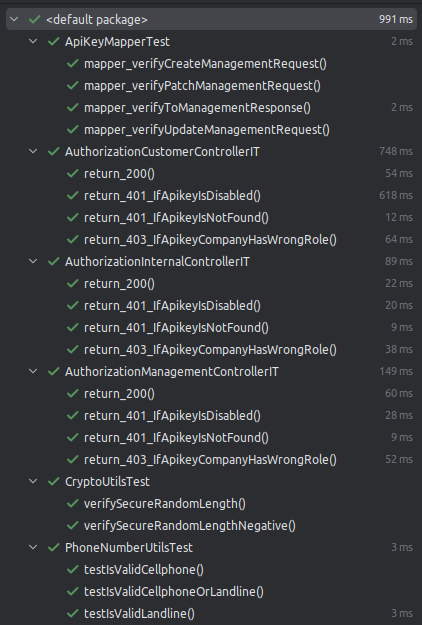 <default package> 991 ms
ApiKeyMapperTest 2 ms
mapper_verifyCreateManagementRequest()
mapper_verifyPatchManagementRequest()
mapper_verifyToManagementResponse() 2 ms
mapper_verifyUpdateManagementRequest()
AuthorizationCustomerControllerIT 748 ms
return_200() 54 ms
return_401_IfApikeyIsDisabled() 618 ms
return_401_IfApikeyIsNotFound() 12 ms
return_403_IfApikeyCompanyHasWrongRole() 64 ms
AuthorizationInternalControllerIT 89 ms
return_200() 22 ms
return_401_IfApikeyIsDisabled() 20 ms
return_401_IfApikeyIsNotFound() 9 ms
return_403_IfApikeyCompanyHasWrongRole() 38 ms
AuthorizationManagementControllerIT 149 ms
return_200() 60 ms
return_401_IfApikeyIsDisabled() 28 ms
return_401_IfApikeyIsNotFound() 9 ms
return_403_IfApikeyCompanyHasWrongRole() 52 ms
CryptoUtilsTest
verifySecureRandomLength()
verifySecureRandomLengthNegative()
PhoneNumberUtilsTest 3 ms
testIsValidCellphone()
testIsValidCellphoneOrLandline()
testIsValidLandline() 3 ms